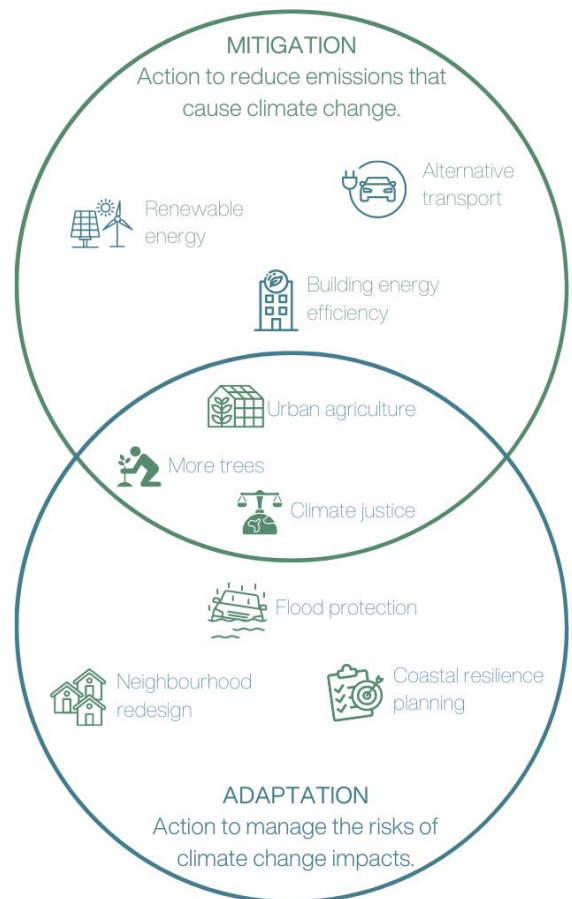 MITIGATION
Action to reduce emissions that
cause climate change.
Alternative
transport
Renewable
energy
Building energy
efficiency
Urban agriculture
More trees
Climate justice
Flood protection
Neighbourhood
redesign
Coastal resilience
planning
ADAPTATION
Action to manage the risks of
climate change impacts.